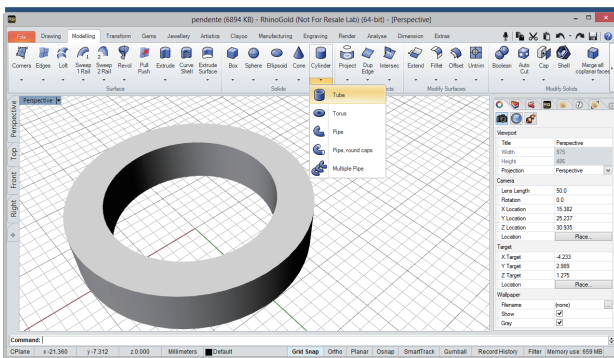 pendente (6894 KB) - RhinoGold (Not For Resale Lab) (64-bit) - [Perspective]
File Drawing Modelling Transform Gems Jewellery Artistics Clayoo Manufacturing Engraving Render Analyse Dimension Extras
Corners Edges Loft Sweep 1 Rail Sweep 2 Rail Revol Pull Push Extrude Curve Shell Extrude Surface Box Sphere Ellipsoid Cone Cylinder Project Dup Edge Intersec Extend Fillet Offset Untrim Boolean Auto Cut Cap Shell Merge all coplanar faces
Surface Solids Modify Surfaces Modify Solids
Tube
Torus
Pipe
Pipe, round caps
Multiple Pipe
Perspective
Perspective
Top
Front
Right
Viewport
Title Perspective
Width 975
Height 486
Projection Perspective
Camera
Lens Length 50.0
Rotation 0.0
X Location 15.382
Y Location 25.237
Z Location 30.935
Location Place...
Target
X Target -4.233
Y Target 2.989
Z Target 1.275
Location Place...
Wallpaper
Filename (none)
Show
Gray
Command:
CPlane x -21.360 y -7.312 z 0.000 Millimeters Default Grid Snap Ortho Planar Osnap SmartTrack Gumball Record History Filter Memory use: 659 MB